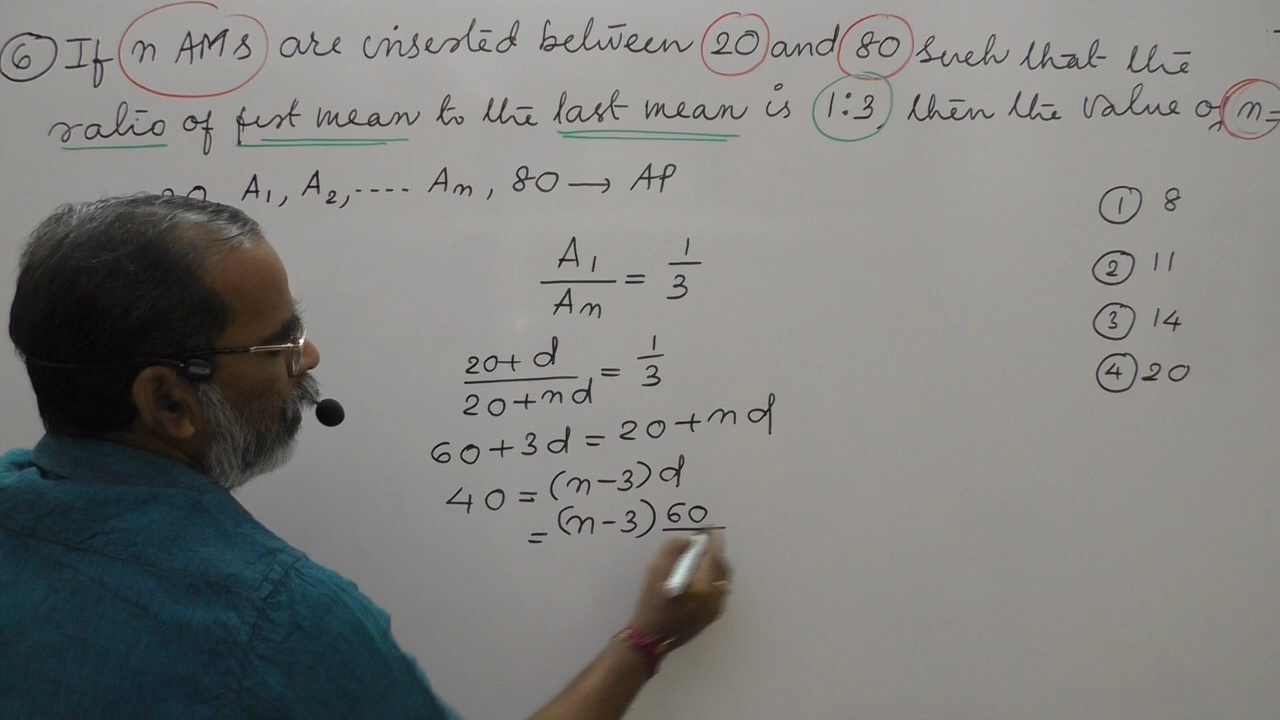 ⑥ If n AMs are inserted between 20 and 80 such that the
ratio of first mean to the last mean is 1:3, then the value of n=
20, A₁, A₂, .... Aₙ, 80 → AP
A₁/Aₙ = 1/3
(20+d)/(20+nd) = 1/3
60+3d = 20+nd
40 = (n-3)d
= (n-3) 60
① 8
② 11
③ 14
④ 20